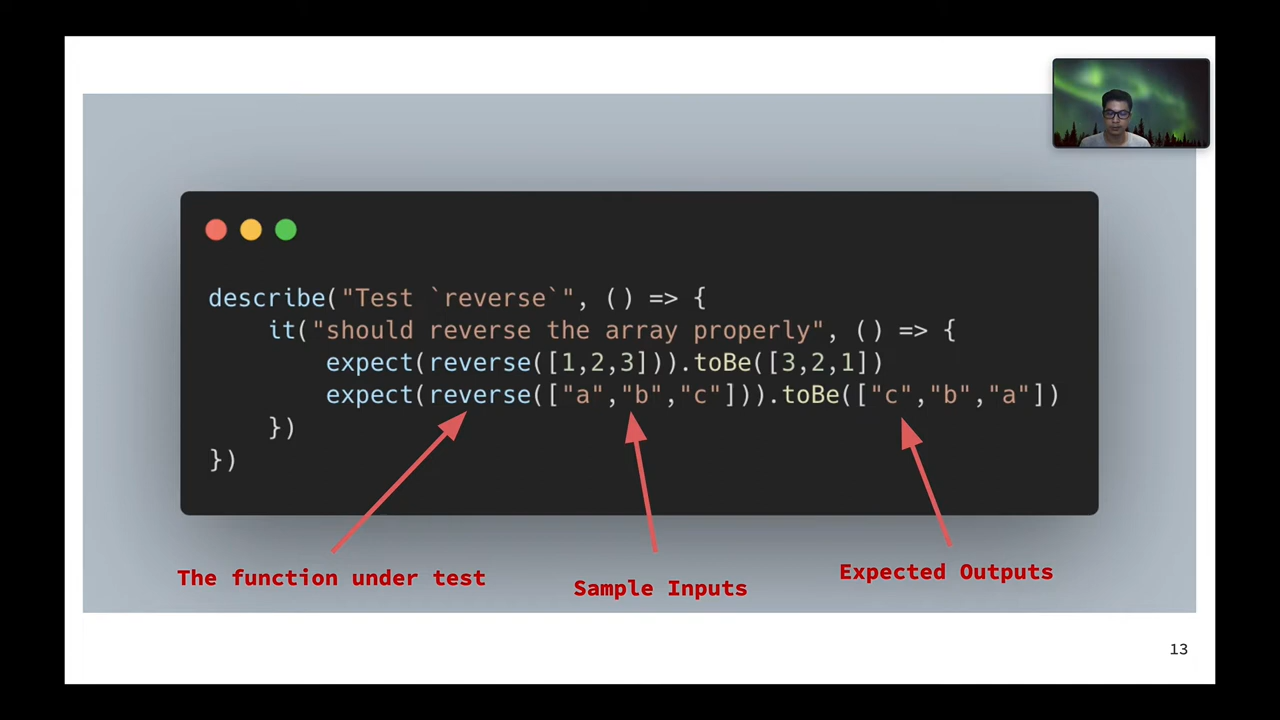 describe("Test `reverse`", () => {
    it("should reverse the array properly", () => {
        expect(reverse([1,2,3])).toBe([3,2,1])
        expect(reverse(["a","b","c"])).toBe(["c","b","a"])
    })
})
The function under test
Sample Inputs
Expected Outputs
13